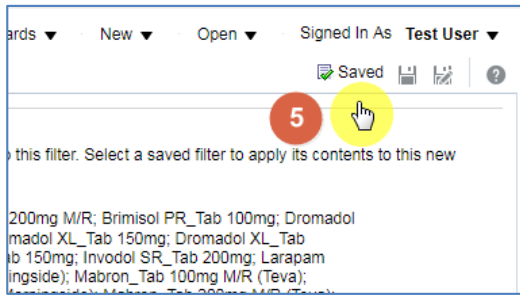 ards ▼ New ▼ Open ▼ Signed In As Test User ▼
Saved ?
5
this filter. Select a saved filter to apply its contents to this new
200mg M/R; Brimisol PR_Tab 100mg; Dromadol
madol XL_Tab 150mg; Dromadol XL_Tab
ab 150mg; Invodol SR_Tab 200mg; Larapam
ingside); Mabron_Tab 100mg M/R (Teva);